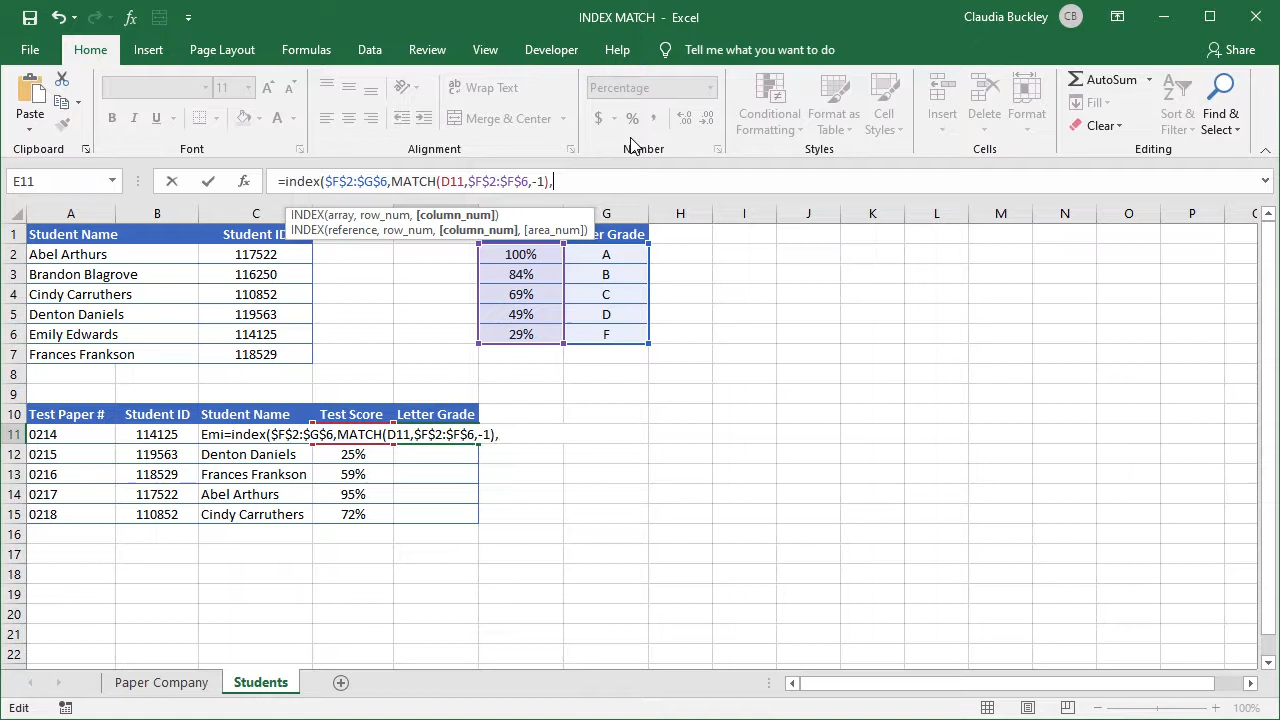 INDEX MATCH - Excel
Claudia Buckley CB
File Home Insert Page Layout Formulas Data Review View Developer Help Tell me what you want to do Share
Paste
11 A A
Wrap Text
Percentage
Conditional Formatting
Format as Table
Cell Styles
Insert Delete Format
AutoSum
Sort & Filter
Find & Select
B I U
Merge & Center
$ %
Fill
Clear
Clipboard Font Alignment Number Styles Cells Editing
E11 fx =index($F$2:$G$6,MATCH(D11,$F$2:$F$6,-1),
INDEX(array, row_num, [column_num])
INDEX(reference, row_num, [column_num], [area_num])
A B C G H I J K L M N O P
1 Student Name Student ID er Grade
2 Abel Arthurs 117522 100% A
3 Brandon Blagrove 116250 84% B
4 Cindy Carruthers 110852 69% C
5 Denton Daniels 119563 49% D
6 Emily Edwards 114125 29% F
7 Frances Frankson 118529
8
9
10 Test Paper # Student ID Student Name Test Score Letter Grade
11 0214 114125 Emi=index($F$2:$G$6,MATCH(D11,$F$2:$F$6,-1),
12 0215 119563 Denton Daniels 25%
13 0216 118529 Frances Frankson 59%
14 0217 117522 Abel Arthurs 95%
15 0218 110852 Cindy Carruthers 72%
16
17
18
19
20
21
22
Paper Company Students
Edit 100%